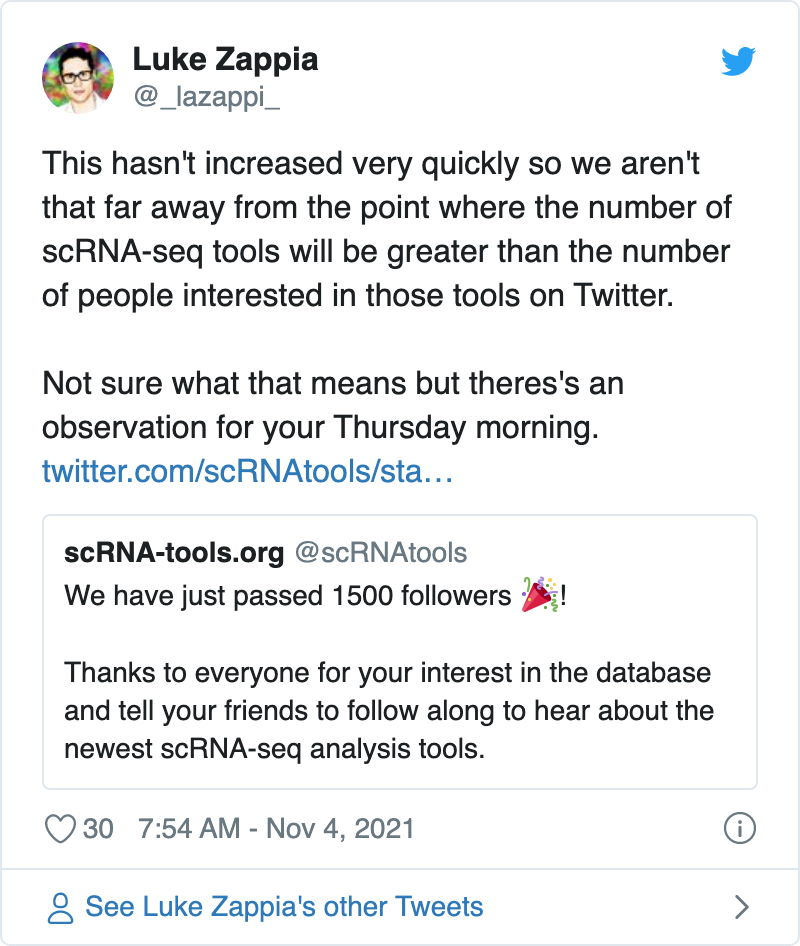 Luke Zappia
@_lazappi_
This hasn't increased very quickly so we aren't
that far away from the point where the number of
scRNA-seq tools will be greater than the number
of people interested in those tools on Twitter.
Not sure what that means but theres's an
observation for your Thursday morning.
twitter.com/scRNAtools/sta…
scRNA-tools.org @scRNAtools
We have just passed 1500 followers 🎉!
Thanks to everyone for your interest in the database
and tell your friends to follow along to hear about the
newest scRNA-seq analysis tools.
30 7:54 AM - Nov 4, 2021
See Luke Zappia's other Tweets